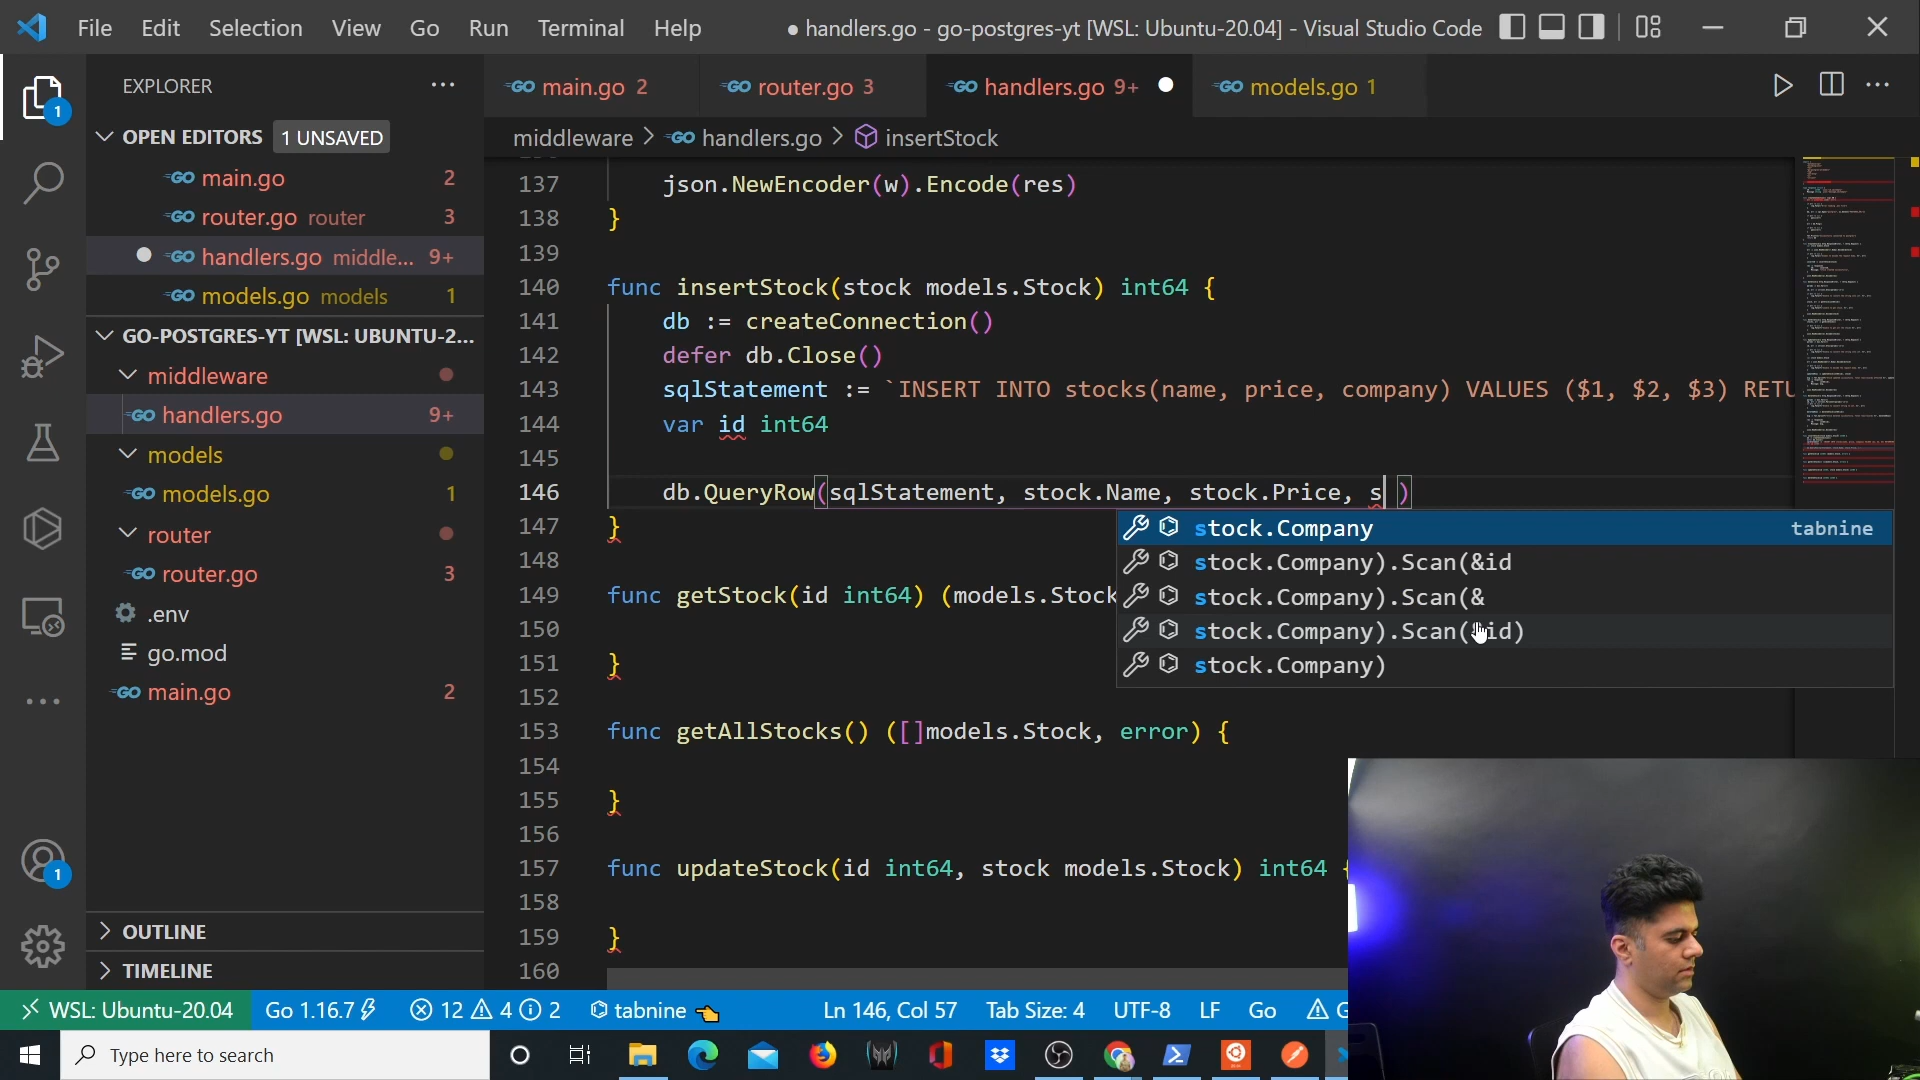 File Edit Selection View Go Run Terminal Help
● handlers.go - go-postgres-yt [WSL: Ubuntu-20.04] - Visual Studio Code
EXPLORER
OPEN EDITORS 1 UNSAVED
main.go 2
router.go router 3
handlers.go middle... 9+
models.go models 1
GO-POSTGRES-YT [WSL: UBUNTU-2...
middleware
handlers.go 9+
models
models.go 1
router
router.go 3
.env
go.mod
main.go 2
OUTLINE
TIMELINE
1
1
main.go 2 router.go 3 handlers.go 9+ models.go 1
middleware > handlers.go > insertStock
137 json.NewEncoder(w).Encode(res)
138 }
139
140 func insertStock(stock models.Stock) int64 {
141 db := createConnection()
142 defer db.Close()
143 sqlStatement := `INSERT INTO stocks(name, price, company) VALUES ($1, $2, $3) RETU
144 var id int64
145
146 db.QueryRow(sqlStatement, stock.Name, stock.Price, s )
147 }
148
149 func getStock(id int64) (models.Stock
150
151 }
152
153 func getAllStocks() ([]models.Stock, error) {
154
155 }
156
157 func updateStock(id int64, stock models.Stock) int64 {
158
159 }
160
stock.Company tabnine
stock.Company).Scan(&id
stock.Company).Scan(&
stock.Company).Scan(&id)
stock.Company)
WSL: Ubuntu-20.04 Go 1.16.7 12 4 2 tabnine Ln 146, Col 57 Tab Size: 4 UTF-8 LF Go
Type here to search